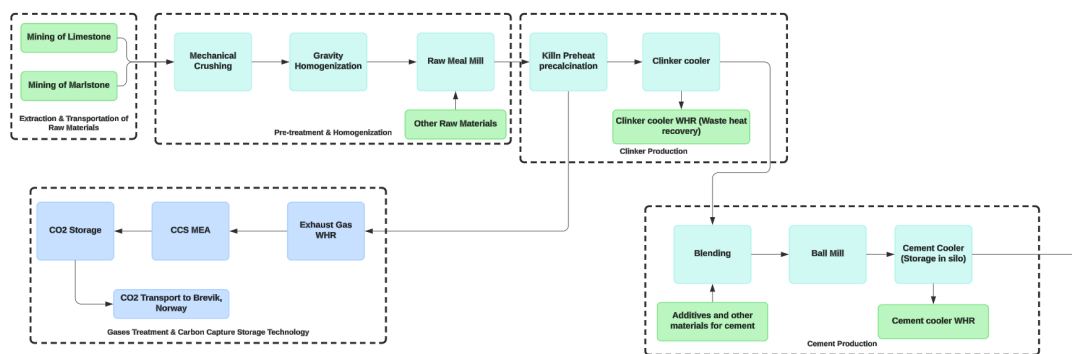 Mining of Limestone
Mining of Marlstone
Extraction & Transportation of
Raw Materials
Mechanical
Crushing
Gravity
Homogenization
Raw Meal Mill
Other Raw Materials
Pre-treatment & Homogenization
Killn Preheat
precalcination
Clinker cooler
Clinker cooler WHR (Waste heat
recovery)
Clinker Production
CO2 Storage
CCS MEA
Exhaust Gas
WHR
CO2 Transport to Brevik,
Norway
Gases Treatment & Carbon Capture Storage Technology
Blending
Ball Mill
Cement Cooler
(Storage in silo)
Additives and other
materials for cement
Cement cooler WHR
Cement Production